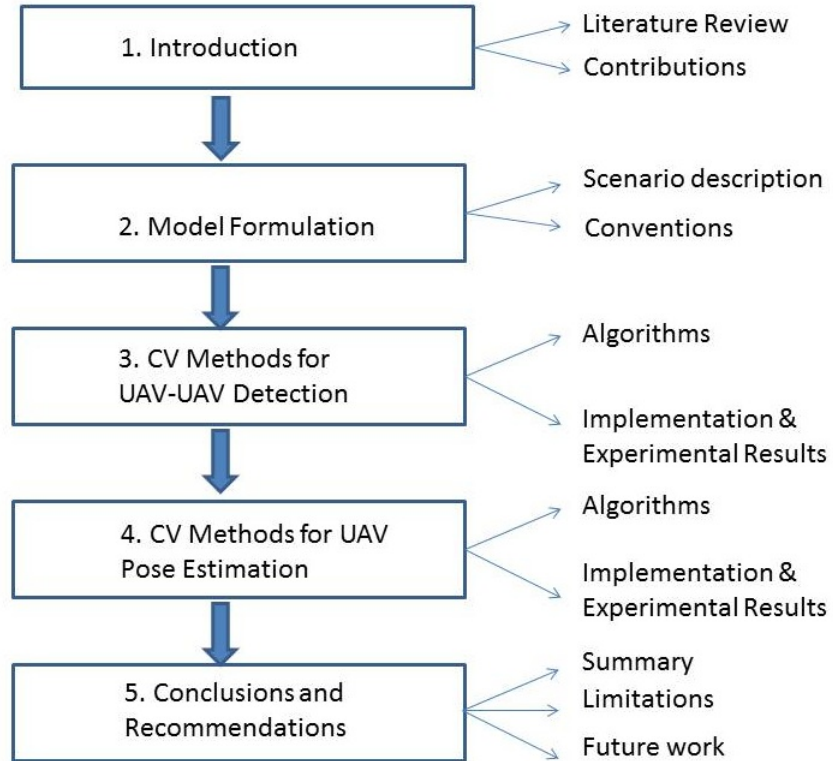 1. Introduction
Literature Review
Contributions
2. Model Formulation
Scenario description
Conventions
3. CV Methods for
UAV-UAV Detection
Algorithms
Implementation &
Experimental Results
4. CV Methods for UAV
Pose Estimation
Algorithms
Implementation &
Experimental Results
5. Conclusions and
Recommendations
Summary
Limitations
Future work